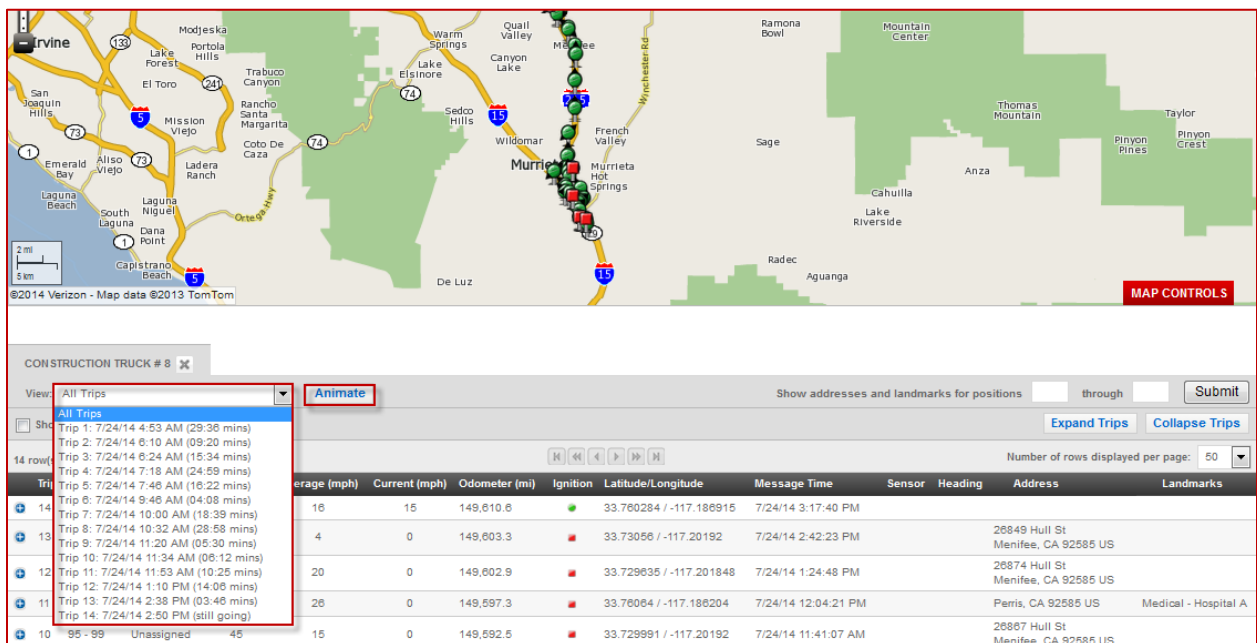 Irvine
133
Modjeska
Portola
Hills
Lake
Forest
El Toro
241
Trabuco
Canyon
San
Joaquin
Hills
5
Mission
Viejo
Rancho
Santa
Margarita
Coto De
Caza
73
74
1
Emerald
Bay
Aliso
Viejo
73
Ladera
Ranch
Laguna
Beach
South
Laguna
Laguna
Niguel
Dana
Point
1
Capistrano
Beach
5
Ortega Hwy
Warm
Springs
Quail
Valley
Lake
Elsinore
Canyon
Lake
74
Sedco
Hills
15
Wildomar
French
Valley
Murrieta
Hot
Springs
Winchester Rd
De Luz
15
Ramona
Bowl
Mountain
Center
Thomas
Mountain
Taylor
Pinyon
Pines
Pinyon
Crest
Sage
Anza
Cahuilla
Lake
Riverside
Radec
Aguanga
2 mi
5 km
©2014 Verizon - Map data ©2013 TomTom
MAP CONTROLS
CONSTRUCTION TRUCK # 8
View: All Trips Animate Show addresses and landmarks for positions through Submit
All Trips
Trip 1: 7/24/14 4:53 AM (29:36 mins)
Trip 2: 7/24/14 6:10 AM (09:20 mins)
Trip 3: 7/24/14 6:24 AM (15:34 mins)
Trip 4: 7/24/14 7:18 AM (24:59 mins)
Trip 5: 7/24/14 7:46 AM (16:22 mins)
Trip 6: 7/24/14 9:46 AM (04:08 mins)
Trip 7: 7/24/14 10:00 AM (18:39 mins)
Trip 8: 7/24/14 10:32 AM (28:58 mins)
Trip 9: 7/24/14 11:20 AM (05:30 mins)
Trip 10: 7/24/14 11:34 AM (06:12 mins)
Trip 11: 7/24/14 11:53 AM (10:25 mins)
Trip 12: 7/24/14 1:10 PM (14:06 mins)
Trip 13: 7/24/14 2:38 PM (03:46 mins)
Trip 14: 7/24/14 2:50 PM (still going)
Expand Trips Collapse Trips
Number of rows displayed per page: 50
Current (mph) Odometer (mi) Ignition Latitude/Longitude Message Time Sensor Heading Address Landmarks
14 16 15 149,610.6 33.760284 / -117.186915 7/24/14 3:17:40 PM
13 4 0 149,603.3 33.73056 / -117.20192 7/24/14 2:42:23 PM 26849 Hull St
Menifee, CA 92585 US
12 20 0 149,602.9 33.729635 / -117.201848 7/24/14 1:24:48 PM 26874 Hull St
Menifee, CA 92585 US
11 26 0 149,597.3 33.76064 / -117.186204 7/24/14 12:04:21 PM Perris, CA 92585 US Medical - Hospital A
10 95 - 99 Unassigned 45 15 0 149,592.5 33.729991 / -117.20192 7/24/14 11:41:07 AM 26867 Hull St
Menifee, CA 92585 US